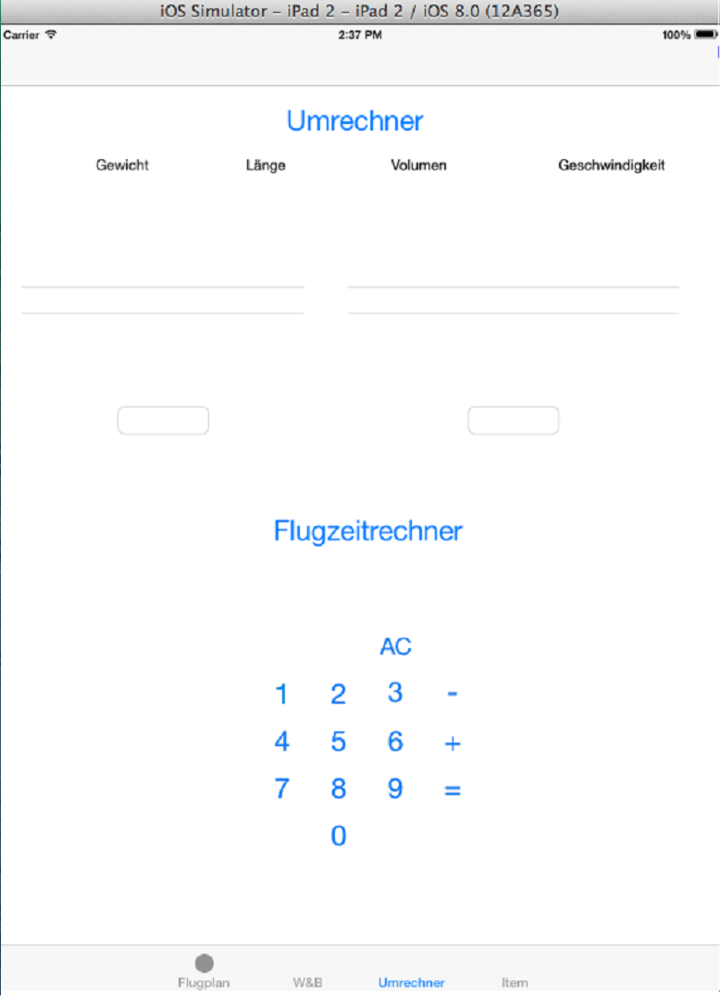 iOS Simulator – iPad 2 – iPad 2 / iOS 8.0 (12A365)
Carrier 2:37 PM 100%
Umrechner
Gewicht Länge Volumen Geschwindigkeit
Flugzeitrechner
AC
1 2 3 -
4 5 6 +
7 8 9 =
0
Flugplan W&B Umrechner Item